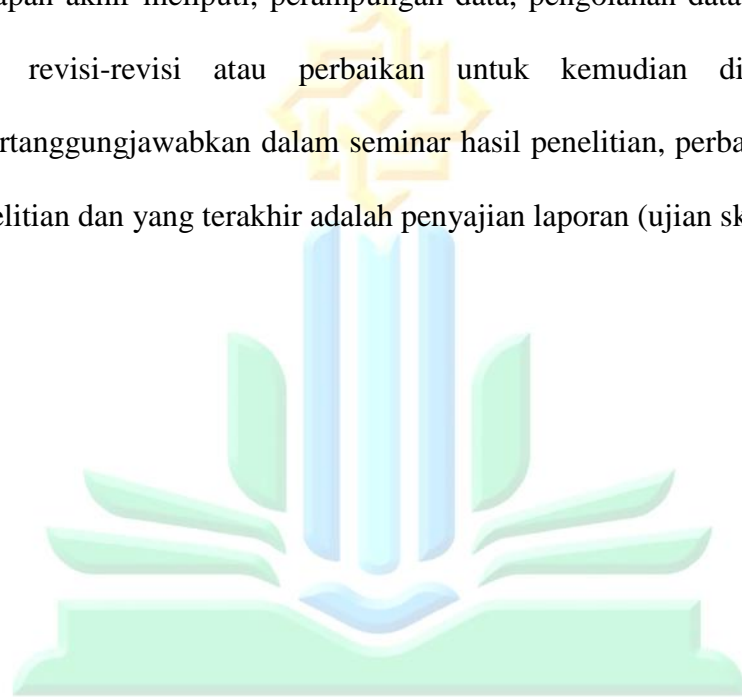 akhir meliputi, perampungan data, pengolahan data
revisi-revisi atau perbaikan untuk kemudian di
rtanggungjawabkan dalam seminar hasil penelitian, perba
elitian dan yang terakhir adalah penyajian laporan (ujian sk